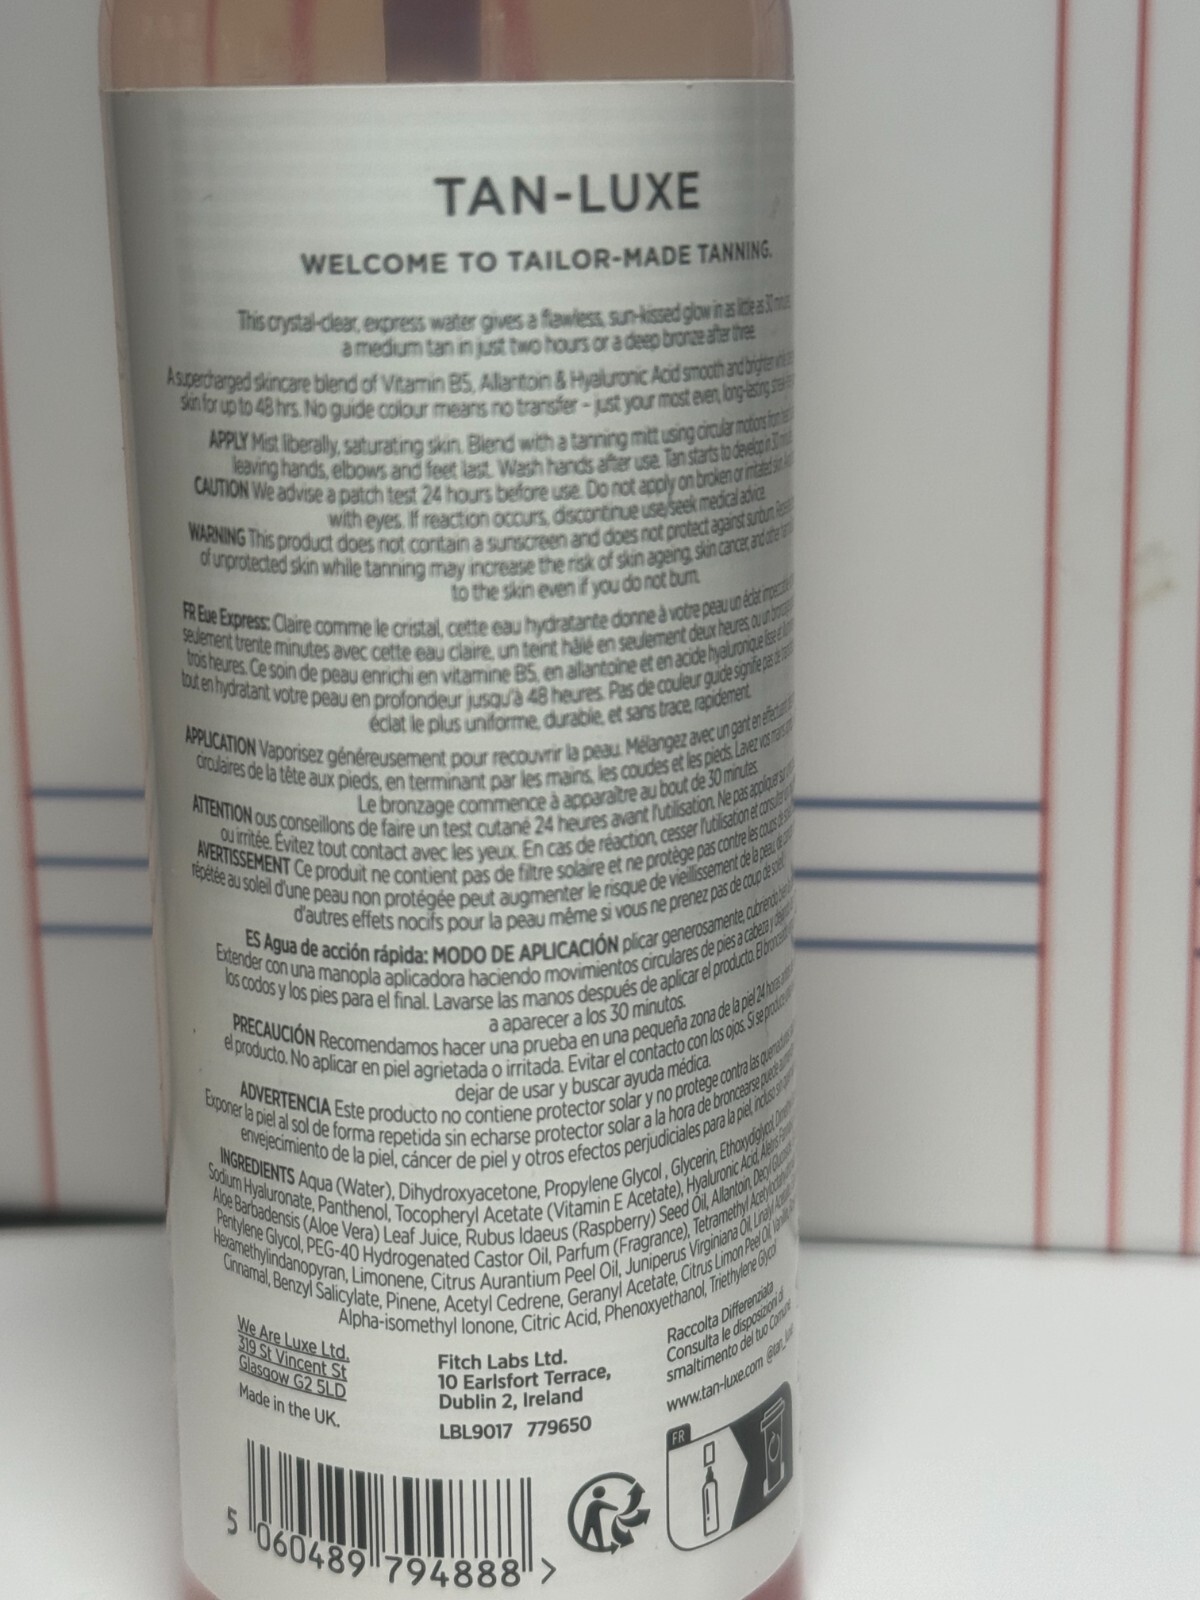 TAN-LUXE
WELCOME TO TAILOR-MADE TANNING.
This crystal-clear, express water gives a flawless, sun-kissed glow in as little as 30
a medium tan in just two hours or a deep bronze after three.
A supercharged skincare blend of Vitamin B5, Allantoin & Hyaluronic Acid smooth and brighten
skin for up to 48 hrs. No guide colour means no transfer – just your most even, long-lasting,
APPLY Mist liberally, saturating skin. Blend with a tanning mitt using circular motions from
leaving hands, elbows and feet last. Wash hands after use. Tan starts to develop in 30
CAUTION We advise a patch test 24 hours before use. Do not apply on broken or irritated skin.
with eyes. If reaction occurs, discontinue use/seek medical advice.
WARNING This product does not contain a sunscreen and does not protect against sunburn.
of unprotected skin while tanning may increase the risk of skin ageing, skin cancer, and other
to the skin even if you do not burn.
FR Eue Express: Claire comme le cristal, cette eau hydratante donne à votre peau un éclat
seulement trente minutes avec cette eau claire, un teint hâlé en seulement deux heures, ou un
trois heures. Ce soin de peau enrichi en vitamine B5, en allantoïne et en acide hyaluronique lisse et
tout en hydratant votre peau en profondeur jusqu'à 48 heures. Pas de couleur guide signifie pas de
éclat le plus uniforme, durable, et sans trace, rapidement.
APPLICATION Vaporisez généreusement pour recouvrir la peau. Mélangez avec un gant en
circulaires de la tête aux pieds, en terminant par les mains, les coudes et les pieds. Lavez vos mains
Le bronzage commence à apparaître au bout de 30 minutes.
ATTENTION ous conseillons de faire un test cutané 24 heures avant l'utilisation. Ne pas appliquer sur
ou irritée. Évitez tout contact avec les yeux. En cas de réaction, cesser l'utilisation et consulter
AVERTISSEMENT Ce produit ne contient pas de filtre solaire et ne protège pas contre les coups de
répétée au soleil d'une peau non protégée peut augmenter le risque de vieillissement de la peau, de
d'autres effets nocifs pour la peau même si vous ne prenez pas de coup de soleil.
ES Agua de acción rápida: MODO DE APLICACIÓN plicar generosamente, cubriendo
Extender con una manopla aplicadora haciendo movimientos circulares de pies a cabeza y
los codos y los pies para el final. Lavarse las manos después de aplicar el producto. El bronceado
a aparecer a los 30 minutos.
PRECAUCIÓN Recomendamos hacer una prueba en una pequeña zona de la piel 24 horas
el producto. No aplicar en piel agrietada o irritada. Evitar el contacto con los ojos. Si se produce
dejar de usar y buscar ayuda médica.
ADVERTENCIA Este producto no contiene protector solar y no protege contra las quemaduras
Exponer la piel al sol de forma repetida sin echarse protector solar a la hora de broncearse puede
envejecimiento de la piel, cáncer de piel y otros efectos perjudiciales para la piel, incluso
INGREDIENTS Aqua (Water), Dihydroxyacetone, Propylene Glycol, Glycerin, Ethoxydiglycol,
Sodium Hyaluronate, Panthenol, Tocopheryl Acetate (Vitamin E Acetate), Hyaluronic Acid,
Aloe Barbadensis (Aloe Vera) Leaf Juice, Rubus Idaeus (Raspberry) Seed Oil, Allantoin, Decyl Glucoside,
Pentylene Glycol, PEG-40 Hydrogenated Castor Oil, Parfum (Fragrance), Tetramethyl
Hexamethylindanopyran, Limonene, Citrus Aurantium Peel Oil, Juniperus Virginiana Oil, Linalyl
Cinnamal, Benzyl Salicylate, Pinene, Acetyl Cedrene, Geranyl Acetate, Citrus Limon Peel Oil,
Alpha-isomethyl Ionone, Citric Acid, Phenoxyethanol, Triethylene Glycol
We Are Luxe Ltd.
319 St Vincent St
Glasgow G2 5LD
Made in the UK.
Fitch Labs Ltd.
10 Earlsfort Terrace,
Dublin 2, Ireland
LBL9017 779650
Raccolta Differenziata
Consulta le disposizioni di
smaltimento del tuo Comune
www.tan-luxe.com
FR
5 060489 794888 >